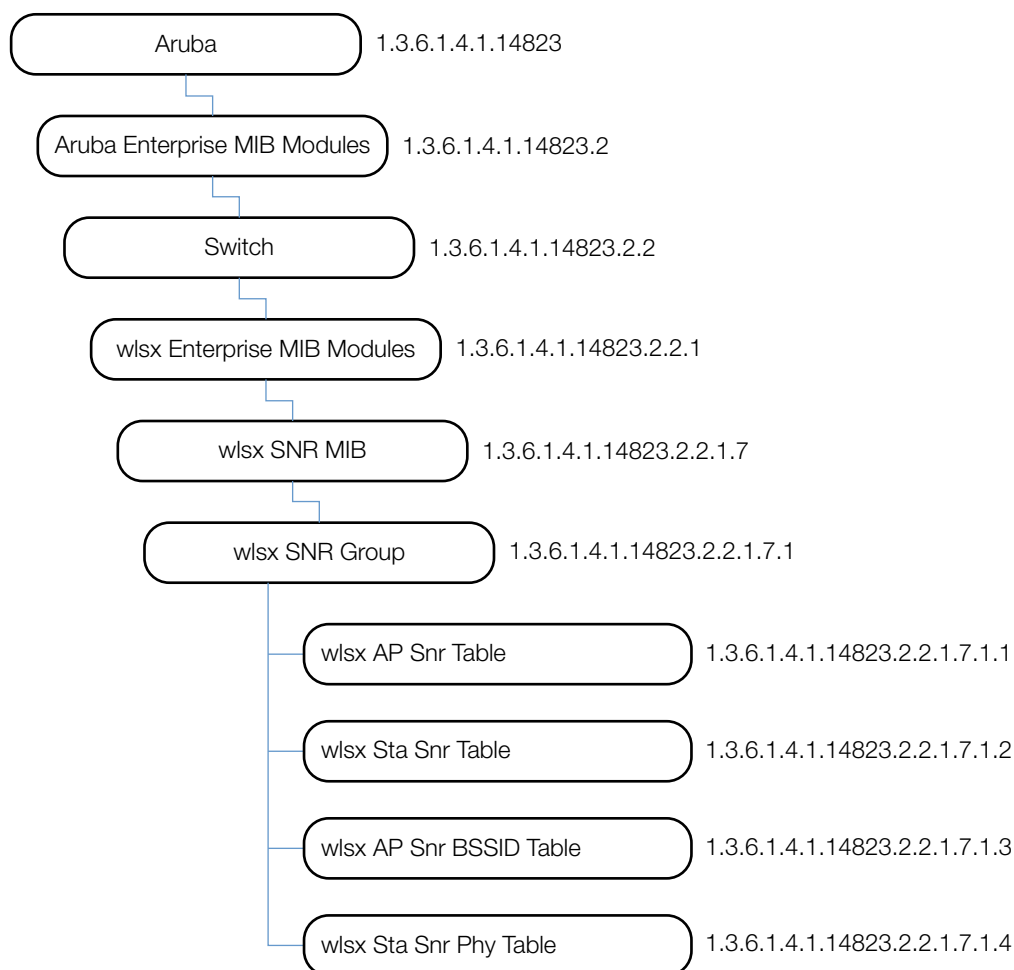 Aruba 1.3.6.1.4.1.14823
Aruba Enterprise MIB Modules 1.3.6.1.4.1.14823.2
Switch 1.3.6.1.4.1.14823.2.2
wlsx Enterprise MIB Modules 1.3.6.1.4.1.14823.2.2.1
wlsx SNR MIB 1.3.6.1.4.1.14823.2.2.1.7
wlsx SNR Group 1.3.6.1.4.1.14823.2.2.1.7.1
wlsx AP Snr Table 1.3.6.1.4.1.14823.2.2.1.7.1.1
wlsx Sta Snr Table 1.3.6.1.4.1.14823.2.2.1.7.1.2
wlsx AP Snr BSSID Table 1.3.6.1.4.1.14823.2.2.1.7.1.3
wlsx Sta Snr Phy Table 1.3.6.1.4.1.14823.2.2.1.7.1.4